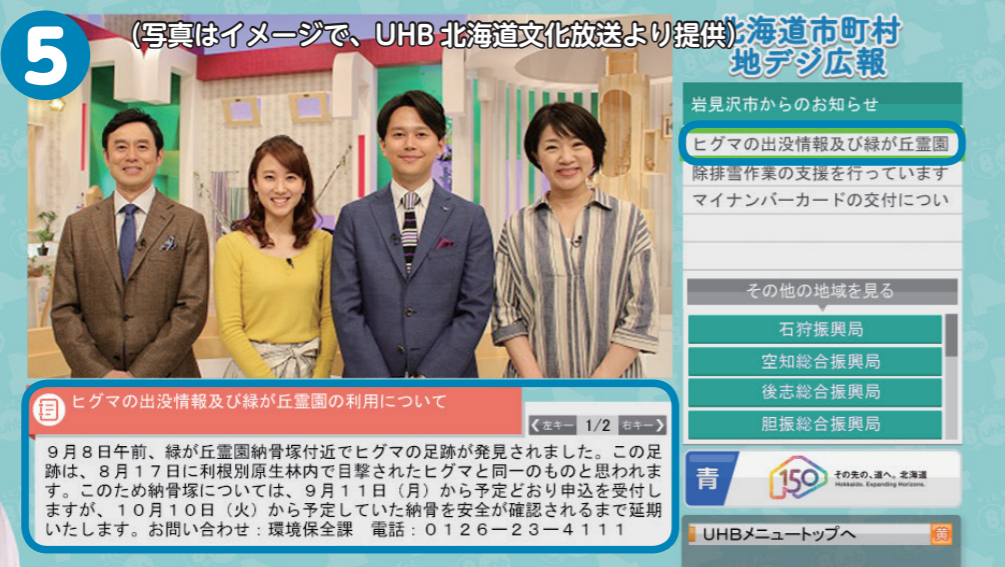 5
(写真はイメージで、UHB 北海道文化放送より提供)
北海道市町村
地デジ広報
岩見沢市からのお知らせ
ヒグマの出没情報及び緑が丘霊園
除排雪作業の支援を行っています
マイナンバーカードの交付につい
その他の地域を見る
石狩振興局
空知総合振興局
後志総合振興局
胆振総合振興局
ヒグマの出没情報及び緑が丘霊園の利用について
左キー 1/2 右キー
9月8日午前、緑が丘霊園納骨塚付近でヒグマの足跡が発見されました。この足
跡は、8月17日に利根別原生林内で目撃されたヒグマと同一のものと思われま
す。このため納骨塚については、9月11日(月)から予定どおり申込を受付し
ますが、10月10日(火)から予定していた納骨を安全が確認されるまで延期
いたします。お問い合わせ:環境保全課 電話:0126-23-4111
青
150
その先の、道へ。北海道
Hokkaido. Expanding Horizons.
UHBメニュートップへ
黄